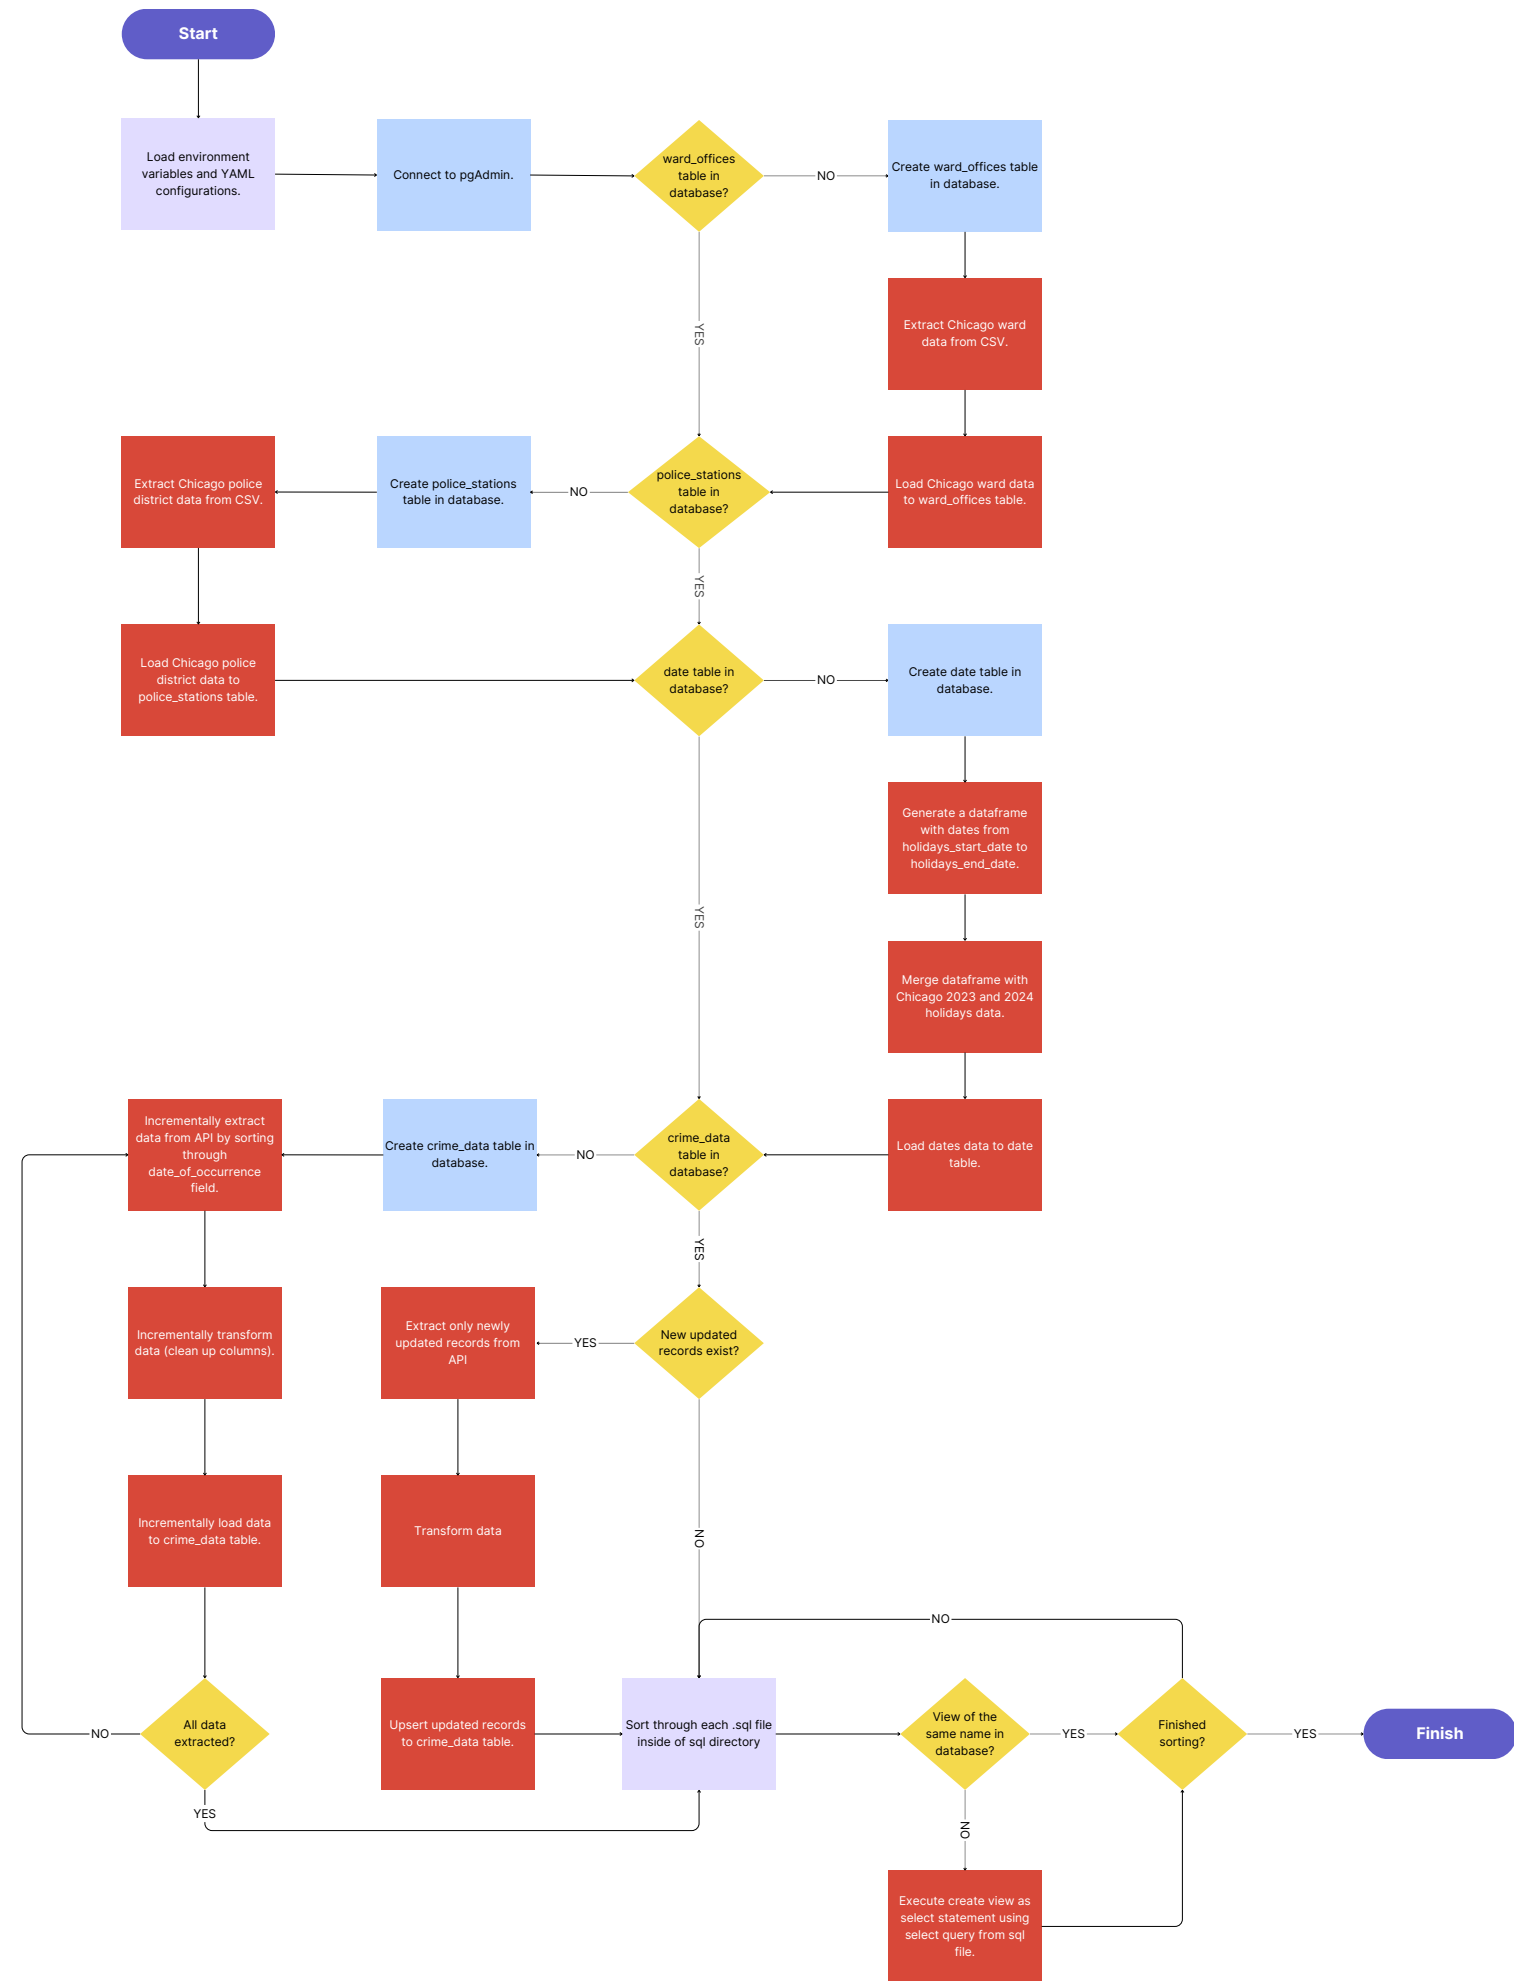 Start
Load environment
variables and YAML
configurations.
Connect to pgAdmin.
ward_offices
table in
database?
NO
Create ward_offices table
in database.
Extract Chicago ward
data from CSV.
YES
Extract Chicago police
district data from CSV.
Create police_stations
table in database.
NO
police_stations
table in
database?
Load Chicago ward data
to ward_offices table.
YES
Load Chicago police
district data to
police_stations table.
date table in
database?
NO
Create date table in
database.
Generate a dataframe
with dates from
holidays_start_date to
holidays_end_date.
YES
Merge dataframe with
Chicago 2023 and 2024
holidays data.
Incrementally extract
data from API by sorting
through
date_of_occurrence
field.
Create crime_data table in
database.
NO
crime_data
table in
database?
Load dates data to date
table.
YES
Incrementally transform
data (clean up columns).
Extract only newly
updated records from
API
YES
New updated
records exist?
Incrementally load data
to crime_data table.
Transform data
NO
NO
NO
All data
extracted?
Upsert updated records
to crime_data table.
Sort through each .sql file
inside of sql directory
View of the
same name in
database?
YES
Finished
sorting?
YES
Finish
YES
NO
Execute create view as
select statement using
select query from sql
file.